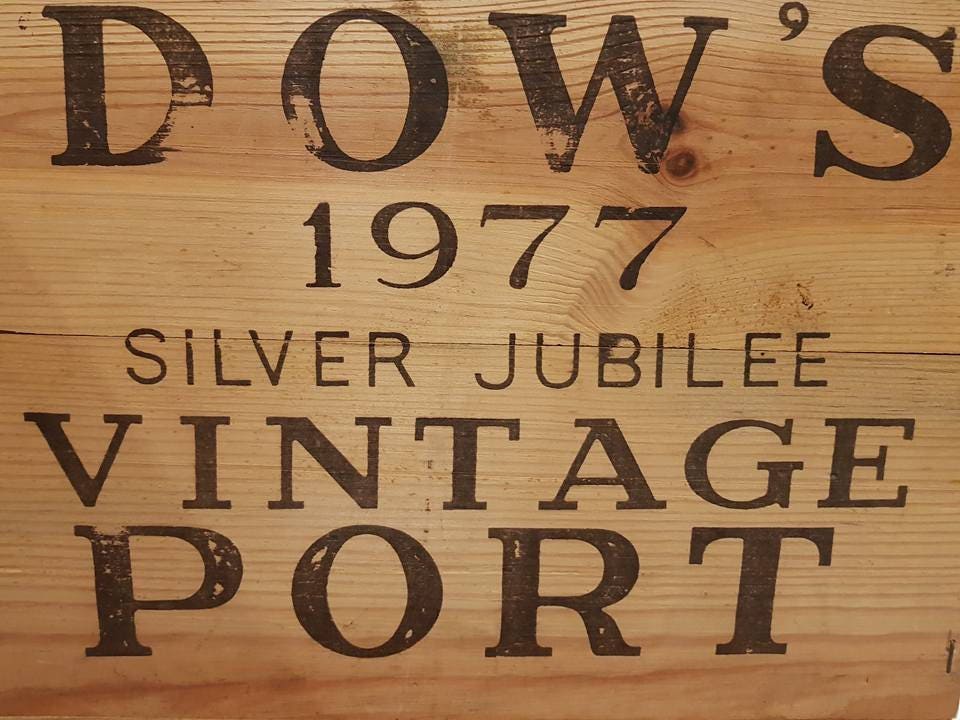 DOW'S
1977
SILVER JUBILEE
VINTAGE
PORT